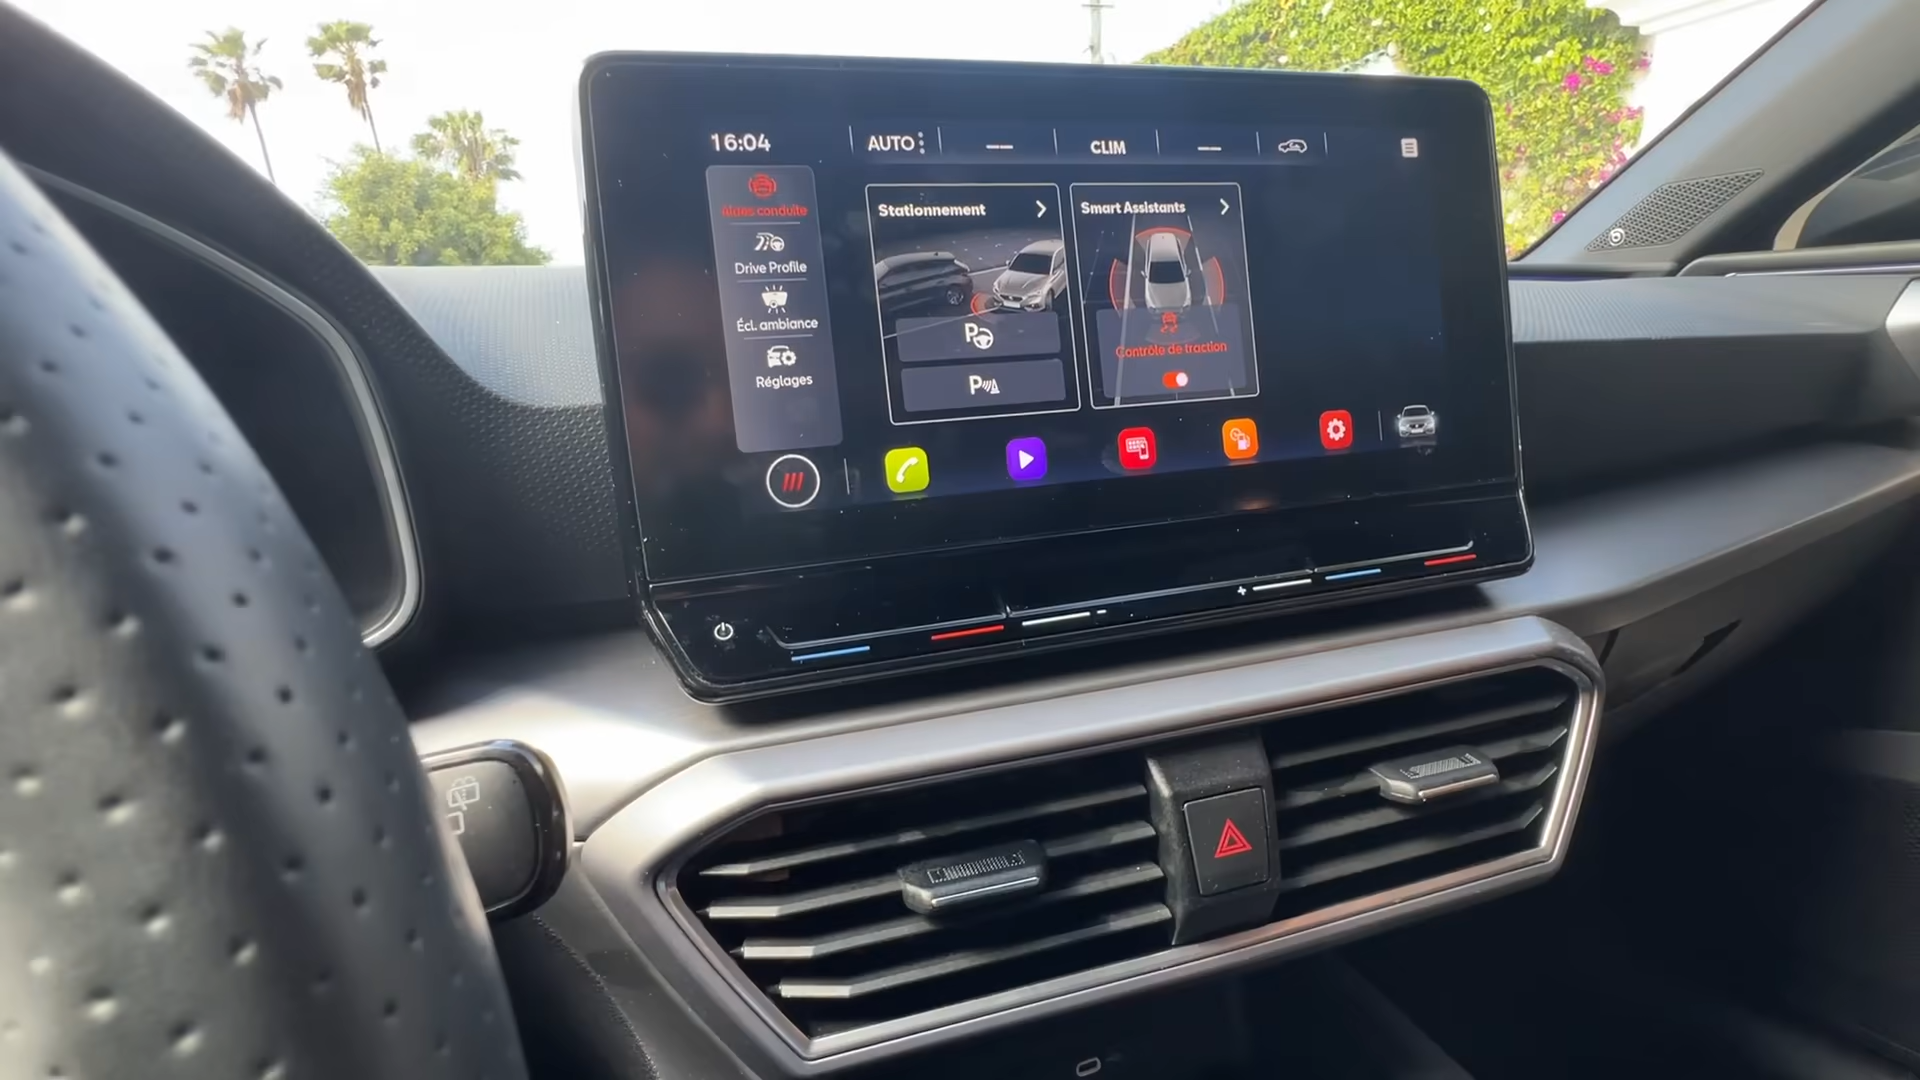 16:04
AUTO
CLIM
Aides conduite
Drive Profile
Écl. ambiance
Réglages
Stationnement
P
P
Smart Assistants
Contrôle de traction